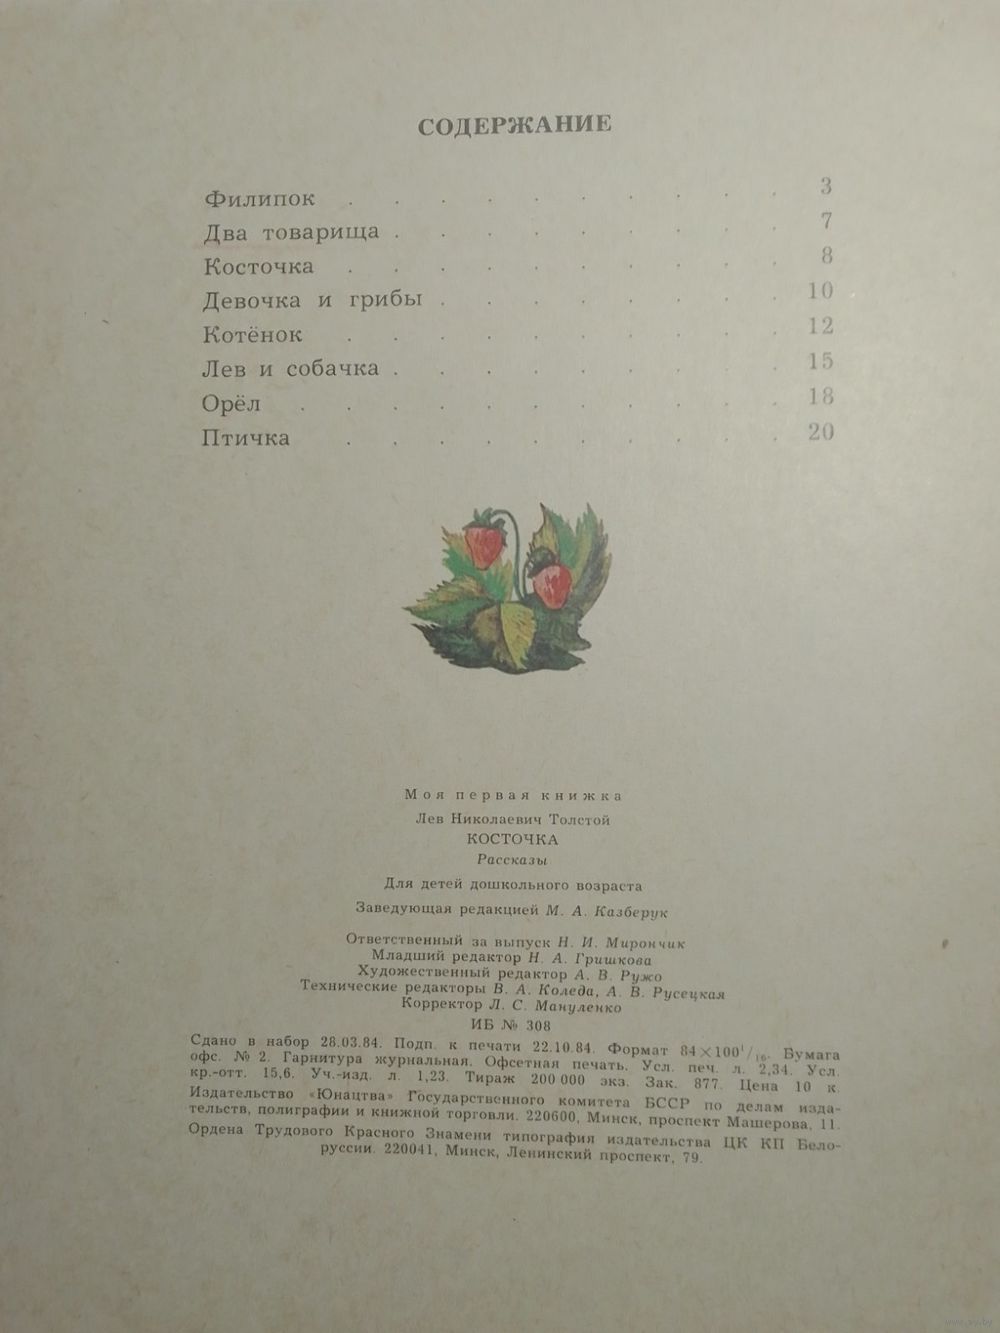 СОДЕРЖАНИЕ
Филипок . . . . . . . . . . 3
Два товарища . . . . . . . . . 7
Косточка . . . . . . . . . . 8
Девочка и грибы . . . . . . . . 10
Котёнок . . . . . . . . . . 12
Лев и собачка . . . . . . . . . 15
Орёл . . . . . . . . . . . 18
Птичка . . . . . . . . . . 20
Моя первая книжка
Лев Николаевич Толстой
КОСТОЧКА
Рассказы
Для детей дошкольного возраста
Заведующая редакцией М. А. Казберук
Ответственный за выпуск Н. И. Мирончик
Младший редактор Н. А. Гришкова
Художественный редактор А. В. Ружо
Технические редакторы В. А. Коледа, А. В. Русецкая
Корректор Л. С. Мануленко
ИБ № 308
Сдано в набор 28.03.84. Подп. к печати 22.10.84. Формат 84×100¹/₁₆. Бумага
офс. № 2. Гарнитура журнальная. Офсетная печать. Усл. печ. л. 2,34. Усл.
кр.-отт. 15,6. Уч.-изд. л. 1,23. Тираж 200 000 экз. Зак. 877. Цена 10 к.
Издательство «Юнацтва» Государственного комитета БССР по делам изда-
тельств, полиграфии и книжной торговли. 220600, Минск, проспект Машерова, 11.
Ордена Трудового Красного Знамени типография издательства ЦК КП Бело-
руссии. 220041, Минск, Ленинский проспект, 79.